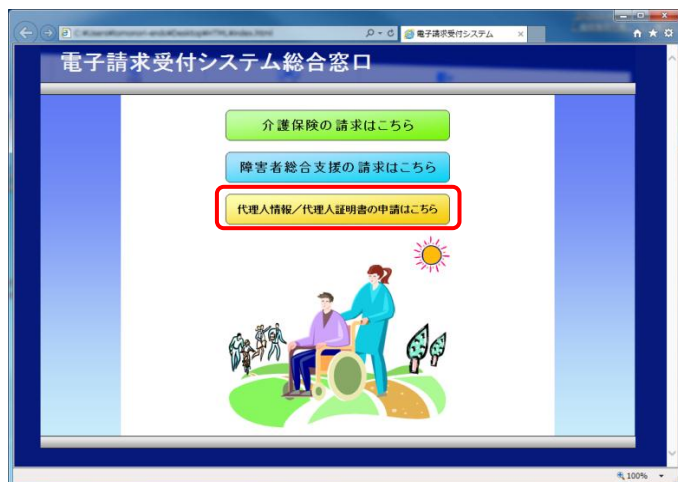 電子請求受付システム
電子請求受付システム総合窓口
介護保険の請求はこちら
障害者総合支援の請求はこちら
代理人情報／代理人証明書の申請はこちら
100%